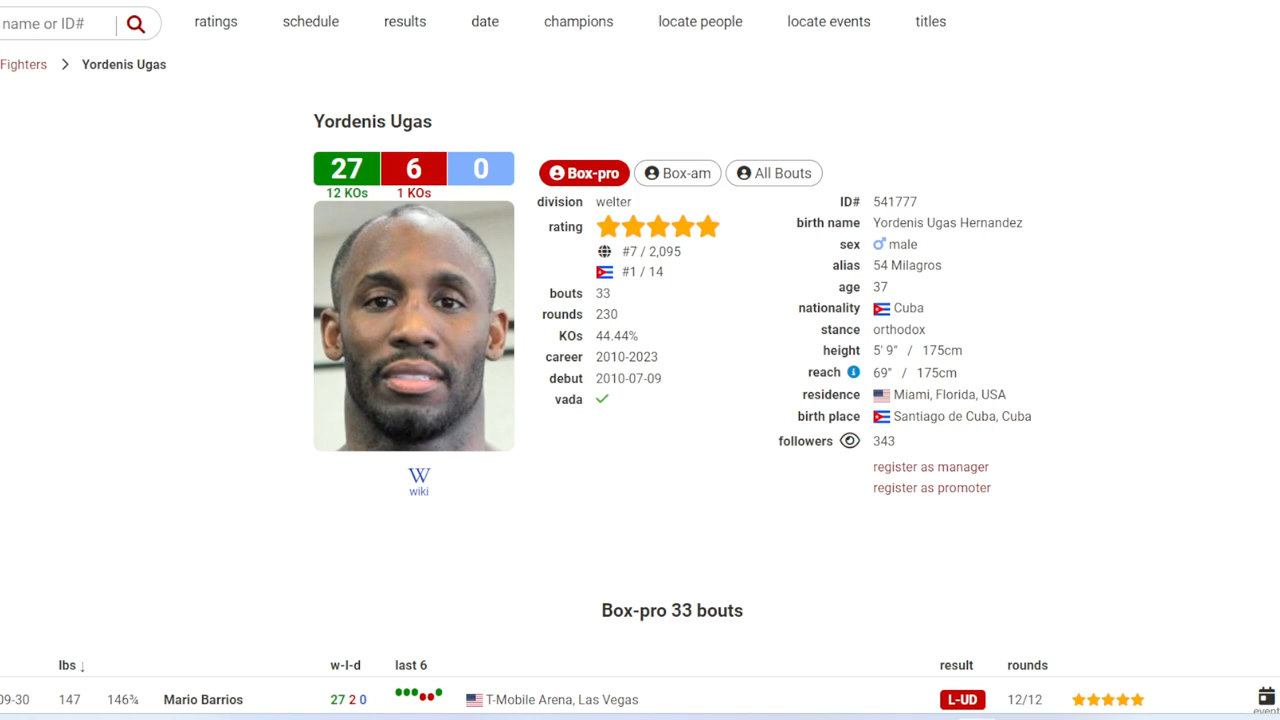 name or ID#
ratings
schedule
results
date
champions
locate people
locate events
titles
Fighters > Yordenis Ugas
Yordenis Ugas
27 6 0
12 KOs 1 KOs
Box-pro Box-am All Bouts
division welter
rating
#7 / 2,095
#1 / 14
bouts 33
rounds 230
KOs 44.44%
career 2010-2023
debut 2010-07-09
vada
ID# 541777
birth name Yordenis Ugas Hernandez
sex male
alias 54 Milagros
age 37
nationality Cuba
stance orthodox
height 5' 9" / 175cm
reach 69" / 175cm
residence Miami, Florida, USA
birth place Santiago de Cuba, Cuba
followers 343
register as manager
register as promoter
W
wiki
Box-pro 33 bouts
lbs ↓ w-l-d last 6 result rounds
09-30 147 146¾ Mario Barrios 27 2 0 T-Mobile Arena, Las Vegas L-UD 12/12
event